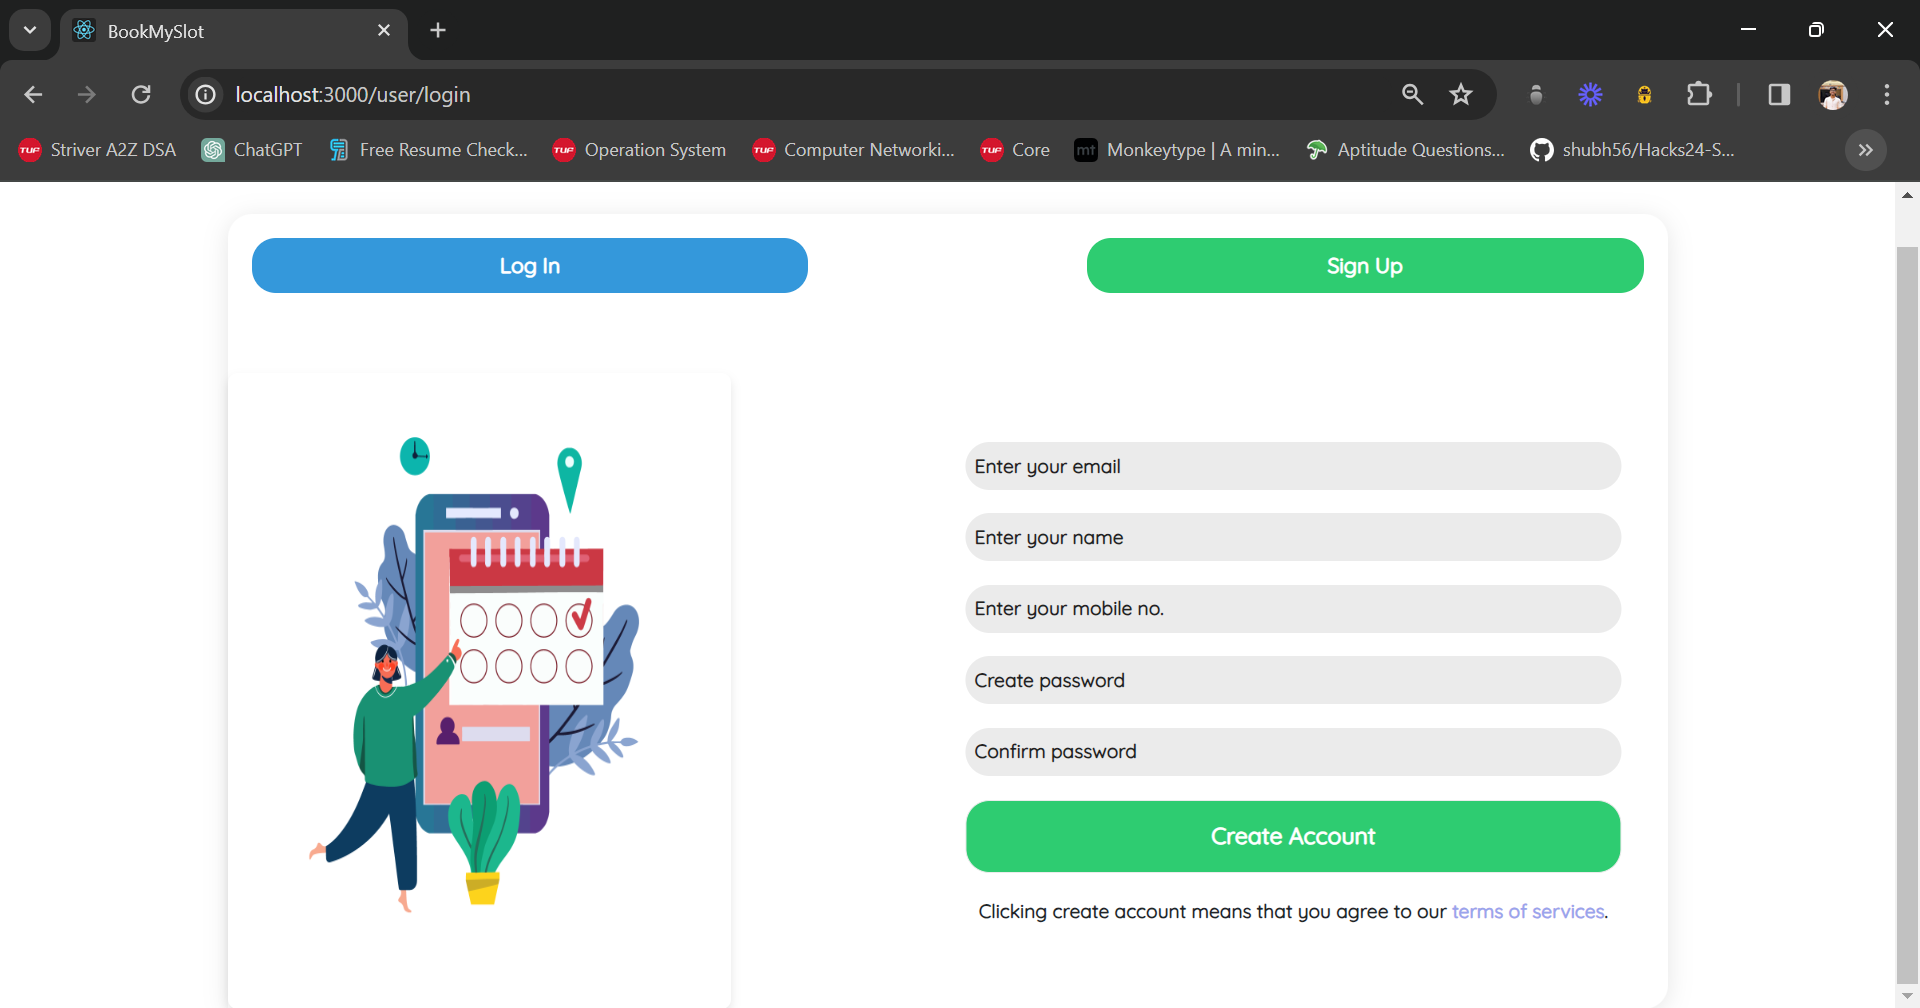 BookMySlot
localhost:3000/user/login
TUF Striver A2Z DSA ChatGPT Free Resume Check... TUF Operation System TUF Computer Networki... TUF Core mt Monkeytype | A min... Aptitude Questions... shubh56/Hacks24-S...
Log In
Sign Up
Enter your email
Enter your name
Enter your mobile no.
Create password
Confirm password
Create Account
Clicking create account means that you agree to our terms of services.